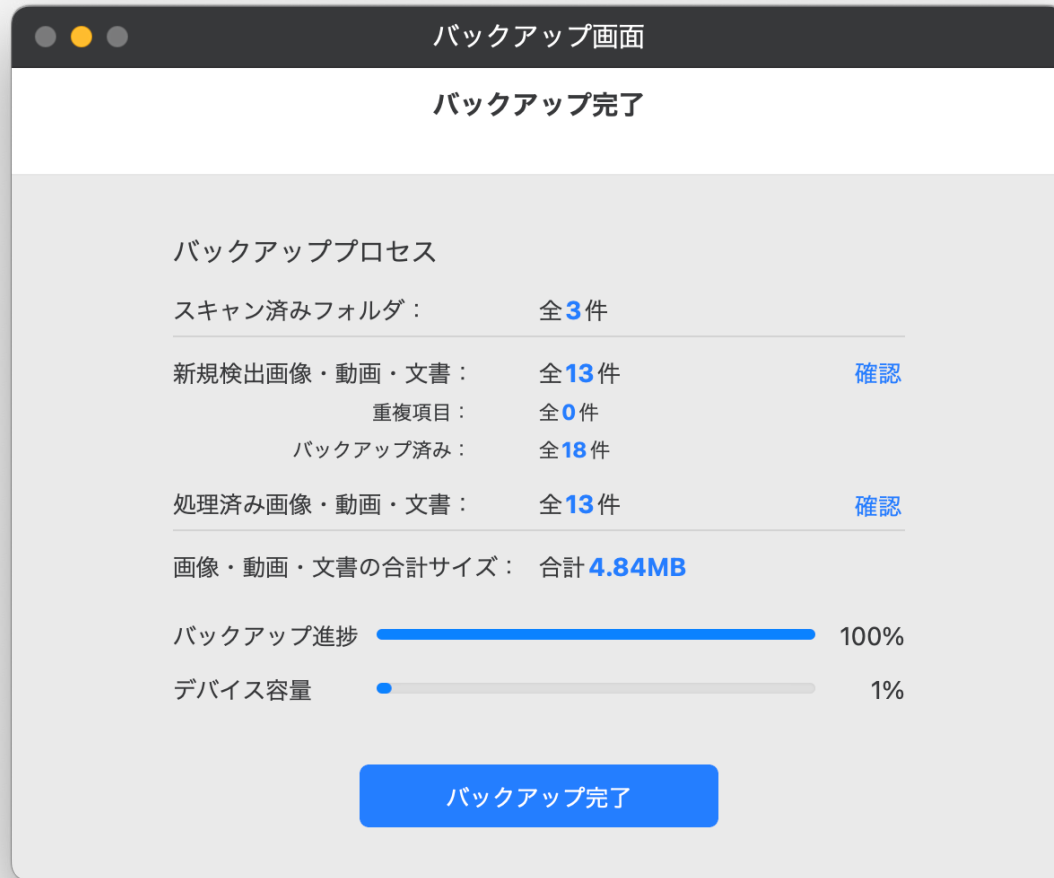 バックアップ画面
バックアップ完了
バックアッププロセス
スキャン済みフォルダ： 全3件
新規検出画像・動画・文書： 全13件 確認
重複項目： 全0件
バックアップ済み： 全18件
処理済み画像・動画・文書： 全13件 確認
画像・動画・文書の合計サイズ： 合計4.84MB
バックアップ進捗 100%
デバイス容量 1%
バックアップ完了